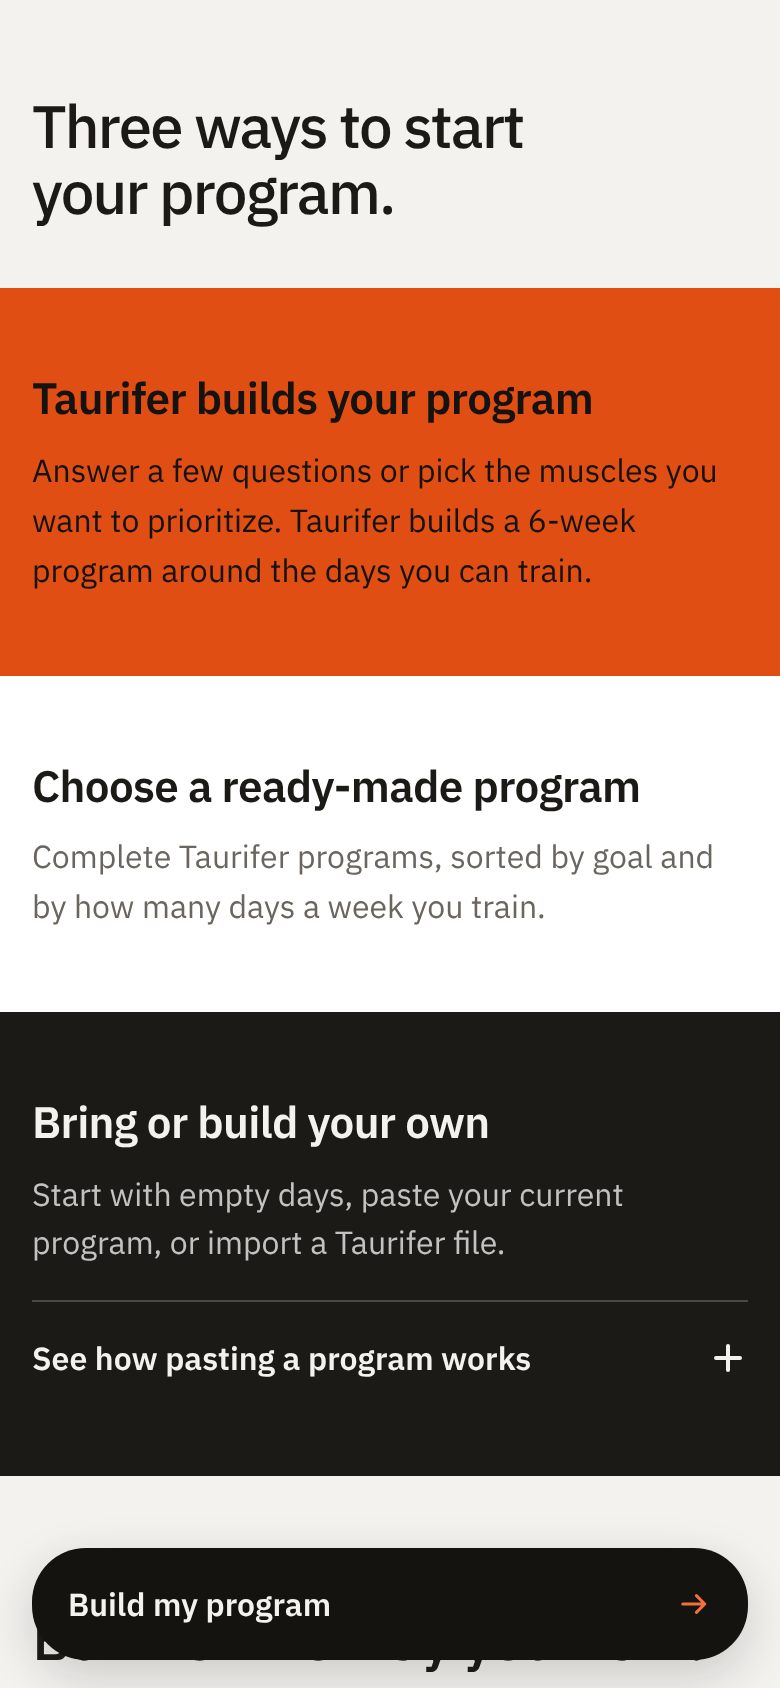 Three ways to start
your program.
Taurifer builds your program
Answer a few questions or pick the muscles you
want to prioritize. Taurifer builds a 6-week
program around the days you can train.
Choose a ready-made program
Complete Taurifer programs, sorted by goal and
by how many days a week you train.
Bring or build your own
Start with empty days, paste your current
program, or import a Taurifer file.
See how pasting a program works
Build my program